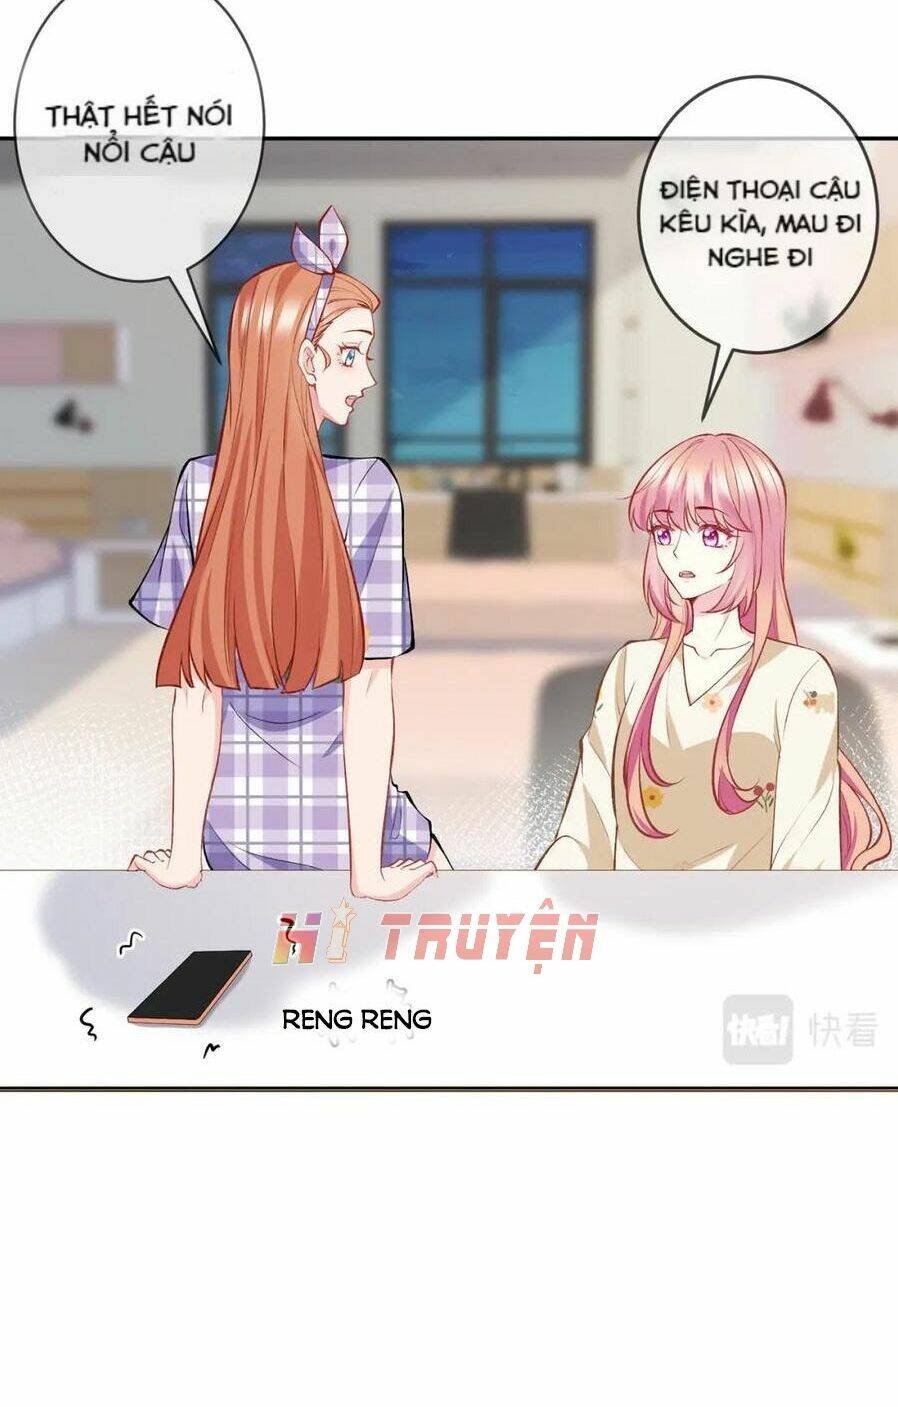 THẬT HẾT NÓI
NỔI CẬU
ĐIỆN THOẠI CẬU
KÊU KÌA, MAU ĐI
NGHE ĐI
HI TRUYỆN
RENG RENG
快看! 快看